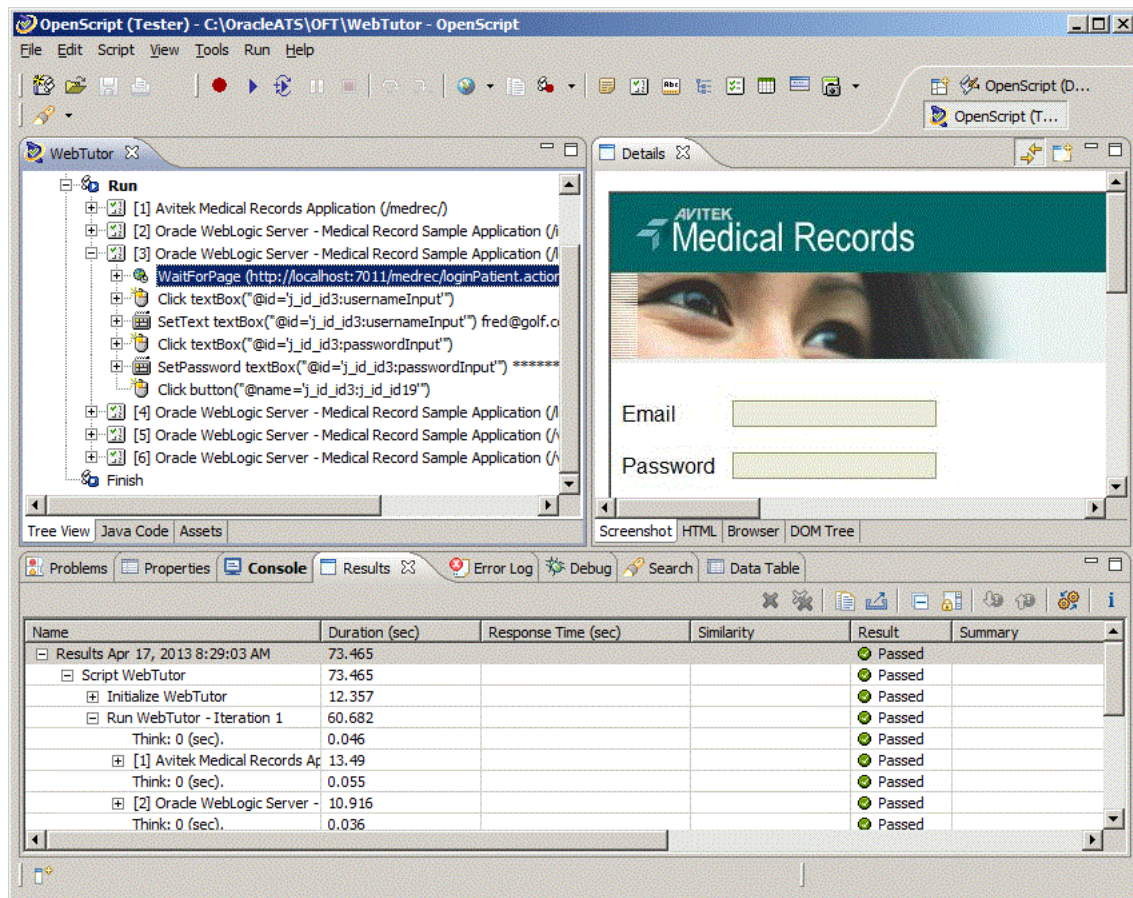 OpenScript (Tester) - C:\OracleATS\OFT\WebTutor - OpenScript
File Edit Script View Tools Run Help
OpenScript (D...
OpenScript (T...
WebTutor
Run
[1] Avitek Medical Records Application (/medrec/)
[2] Oracle WebLogic Server - Medical Record Sample Application (/i
[3] Oracle WebLogic Server - Medical Record Sample Application (/l
WaitForPage (http://localhost:7011/medrec/loginPatient.action
Click textBox("@id='j_id_id3:usernameInput'")
SetText textBox("@id='j_id_id3:usernameInput'") fred@golf.co
Click textBox("@id='j_id_id3:passwordInput'")
SetPassword textBox("@id='j_id_id3:passwordInput'") *******
Click button("@name='j_id_id3:j_id_id19'")
[4] Oracle WebLogic Server - Medical Record Sample Application (/l
[5] Oracle WebLogic Server - Medical Record Sample Application (/v
[6] Oracle WebLogic Server - Medical Record Sample Application (/v
Finish
Tree View Java Code Assets
Details
AVITEK
Medical Records
Email
Password
Screenshot HTML Browser DOM Tree
Problems Properties Console Results Error Log Debug Search Data Table
Name Duration (sec) Response Time (sec) Similarity Result Summary
Results Apr 17, 2013 8:29:03 AM 73.465 Passed
Script WebTutor 73.465 Passed
Initialize WebTutor 12.357 Passed
Run WebTutor - Iteration 1 60.682 Passed
Think: 0 (sec). 0.046 Passed
[1] Avitek Medical Records Ap 13.49 Passed
Think: 0 (sec). 0.055 Passed
[2] Oracle WebLogic Server - 10.916 Passed
Think: 0 (sec). 0.036 Passed